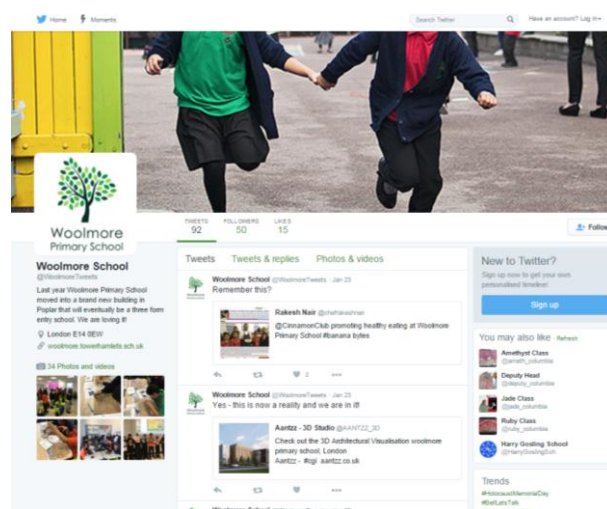 Home Moments Search Twitter Have an account? Log in
Woolmore
Primary School
TWEETS FOLLOWERS LIKES
92 50 15
Follow
Woolmore School
@WoolmoreTweets
Last year Woolmore Primary School
moved into a brand new building in
Poplar that will eventually be a three form
entry school. We are loving it!
London E14 0EW
woolmore.towerhamlets.sch.uk
34 Photos and videos
Tweets Tweets & replies Photos & videos
Woolmore School @WoolmoreTweets · Jan 23
Remember this?
Rakesh Nair @chefrakeshnair
@CinnamonClub promoting healthy eating at Woolmore
Primary School #banana bytes
2
Woolmore School @WoolmoreTweets · Jan 23
Yes - this is now a reality and we are in it!
Aantzz - 3D Studio @AANTZZ_3D
Check out the 3D Architectural Visualisation woolmore
primary school, London
Aantzz - #cgi aantzz.co.uk
New to Twitter?
Sign up now to get your own
personalised timeline!
Sign up
You may also like Refresh
Amethyst Class
@ameth_columbia
Deputy Head
@deputy_columbia
Jade Class
@jade_columbia
Ruby Class
@ruby_columbia
Harry Gosling School
@HarryGoslingSch
Trends
#HolocaustMemorialDay
#BellLetsTalk